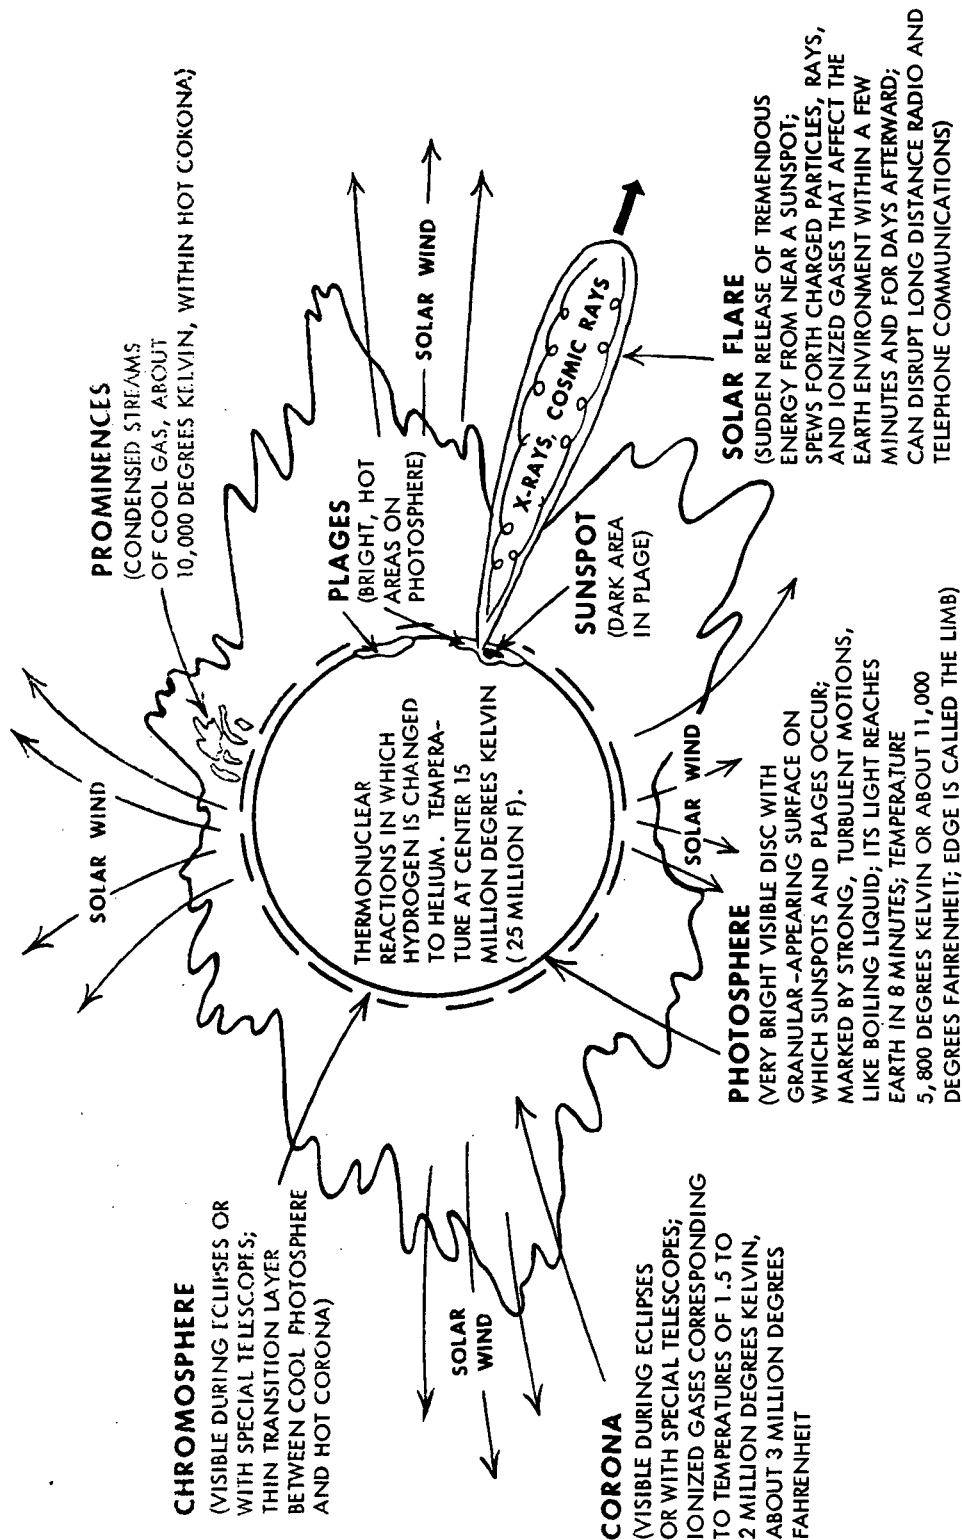 CHROMOSPHERE
(VISIBLE DURING ECLIPSES OR
WITH SPECIAL TELESCOPES;
THIN TRANSITION LAYER
BETWEEN COOL PHOTOSPHERE
AND HOT CORONA)
SOLAR WIND
PROMINENCES
(CONDENSED STREAMS
OF COOL GAS, ABOUT
10,000 DEGREES KELVIN, WITHIN HOT CORONA)
THERMONUCLEAR
REACTIONS IN WHICH
HYDROGEN IS CHANGED
TO HELIUM. TEMPERA-
TURE AT CENTER 15
MILLION DEGREES KELVIN
(25 MILLION F).
PLAGES
(BRIGHT, HOT
AREAS ON
PHOTOSPHERE)
SOLAR WIND
SOLAR
WIND
X-RAYS, COSMIC RAYS
SUNSPOT
(DARK AREA
IN PLAGE)
SOLAR WIND
CORONA
(VISIBLE DURING ECLIPSES
OR WITH SPECIAL TELESCOPES;
IONIZED GASES CORRESPONDING
TO TEMPERATURES OF 1.5 TO
2 MILLION DEGREES KELVIN,
ABOUT 3 MILLION DEGREES
FAHRENHEIT
PHOTOSPHERE
(VERY BRIGHT VISIBLE DISC WITH
GRANULAR-APPEARING SURFACE ON
WHICH SUNSPOTS AND PLAGES OCCUR;
MARKED BY STRONG, TURBULENT MOTIONS,
LIKE BOILING LIQUID; ITS LIGHT REACHES
EARTH IN 8 MINUTES; TEMPERATURE
5,800 DEGREES KELVIN OR ABOUT 11,000
DEGREES FAHRENHEIT; EDGE IS CALLED THE LIMB)
SOLAR FLARE
(SUDDEN RELEASE OF TREMENDOUS
ENERGY FROM NEAR A SUNSPOT;
SPEWS FORTH CHARGED PARTICLES, RAYS,
AND IONIZED GASES THAT AFFECT THE
EARTH ENVIRONMENT WITHIN A FEW
MINUTES AND FOR DAYS AFTERWARD;
CAN DISRUPT LONG DISTANCE RADIO AND
TELEPHONE COMMUNICATIONS)